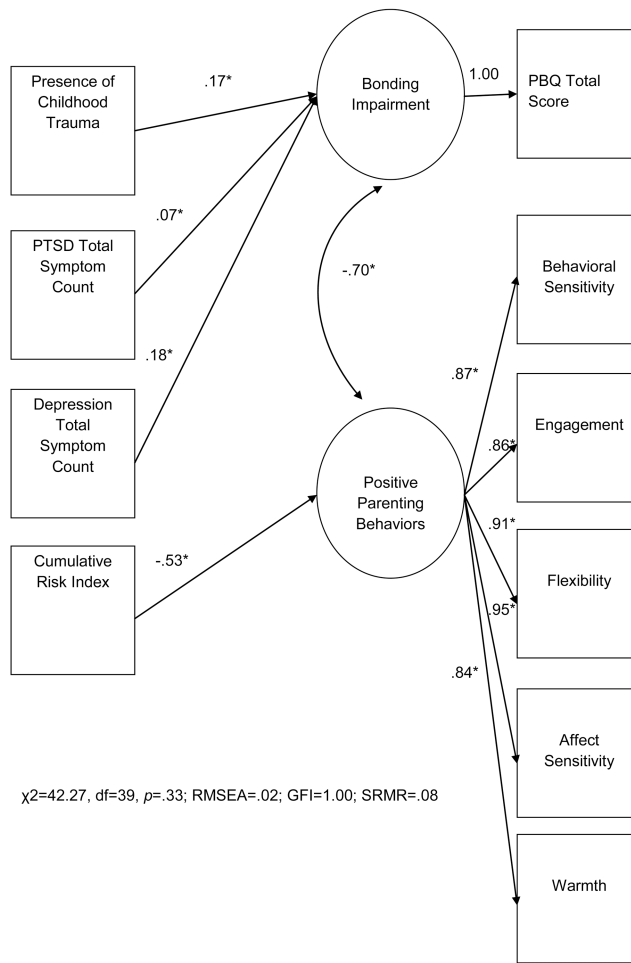 Presence of
Childhood
Trauma
.17*
Bonding
Impairment
1.00
PBQ Total
Score
PTSD Total
Symptom
Count
.07*
-.70*
Behavioral
Sensitivity
.18*
.87*
Depression
Total
Symptom
Count
Engagement
.86*
Positive
Parenting
Behaviors
.91*
Cumulative
Risk Index
-.53*
Flexibility
.95*
.84*
Affect
Sensitivity
χ2=42.27, df=39, p=.33; RMSEA=.02; GFI=1.00; SRMR=.08
Warmth